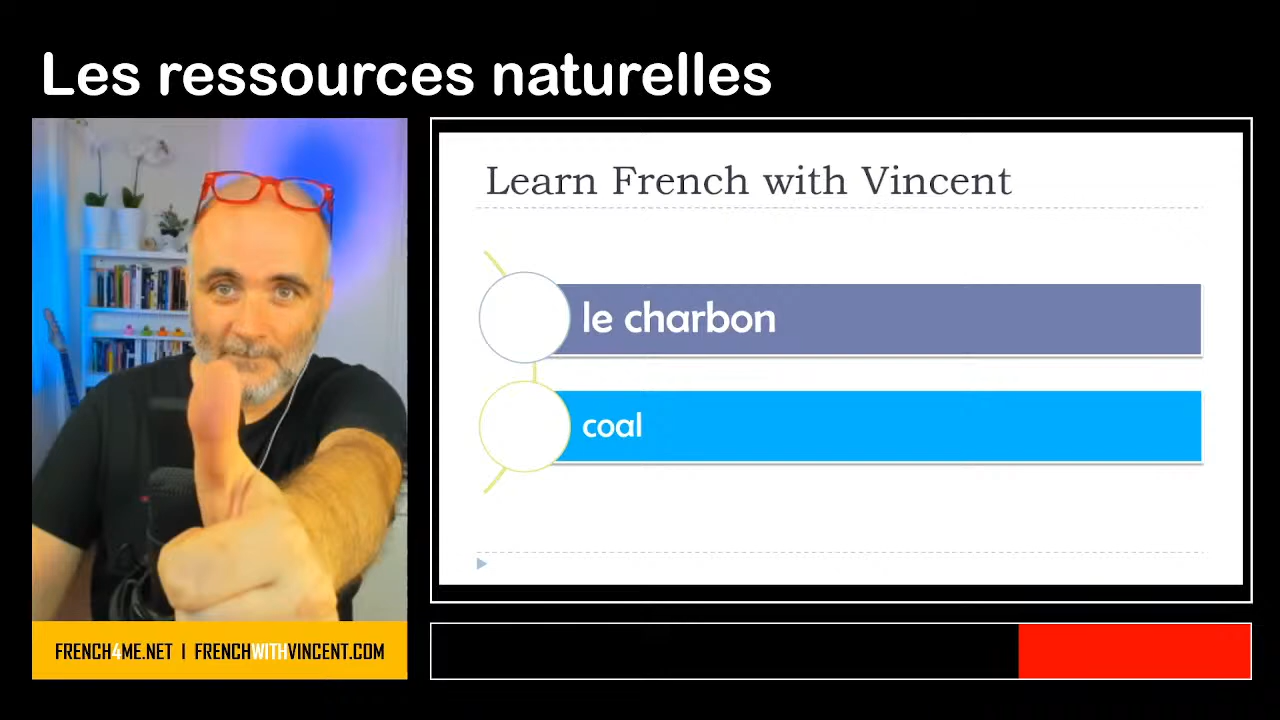 Les ressources naturelles
Learn French with Vincent
le charbon
coal
FRENCH4ME.NET | FRENCHWITHVINCENT.COM